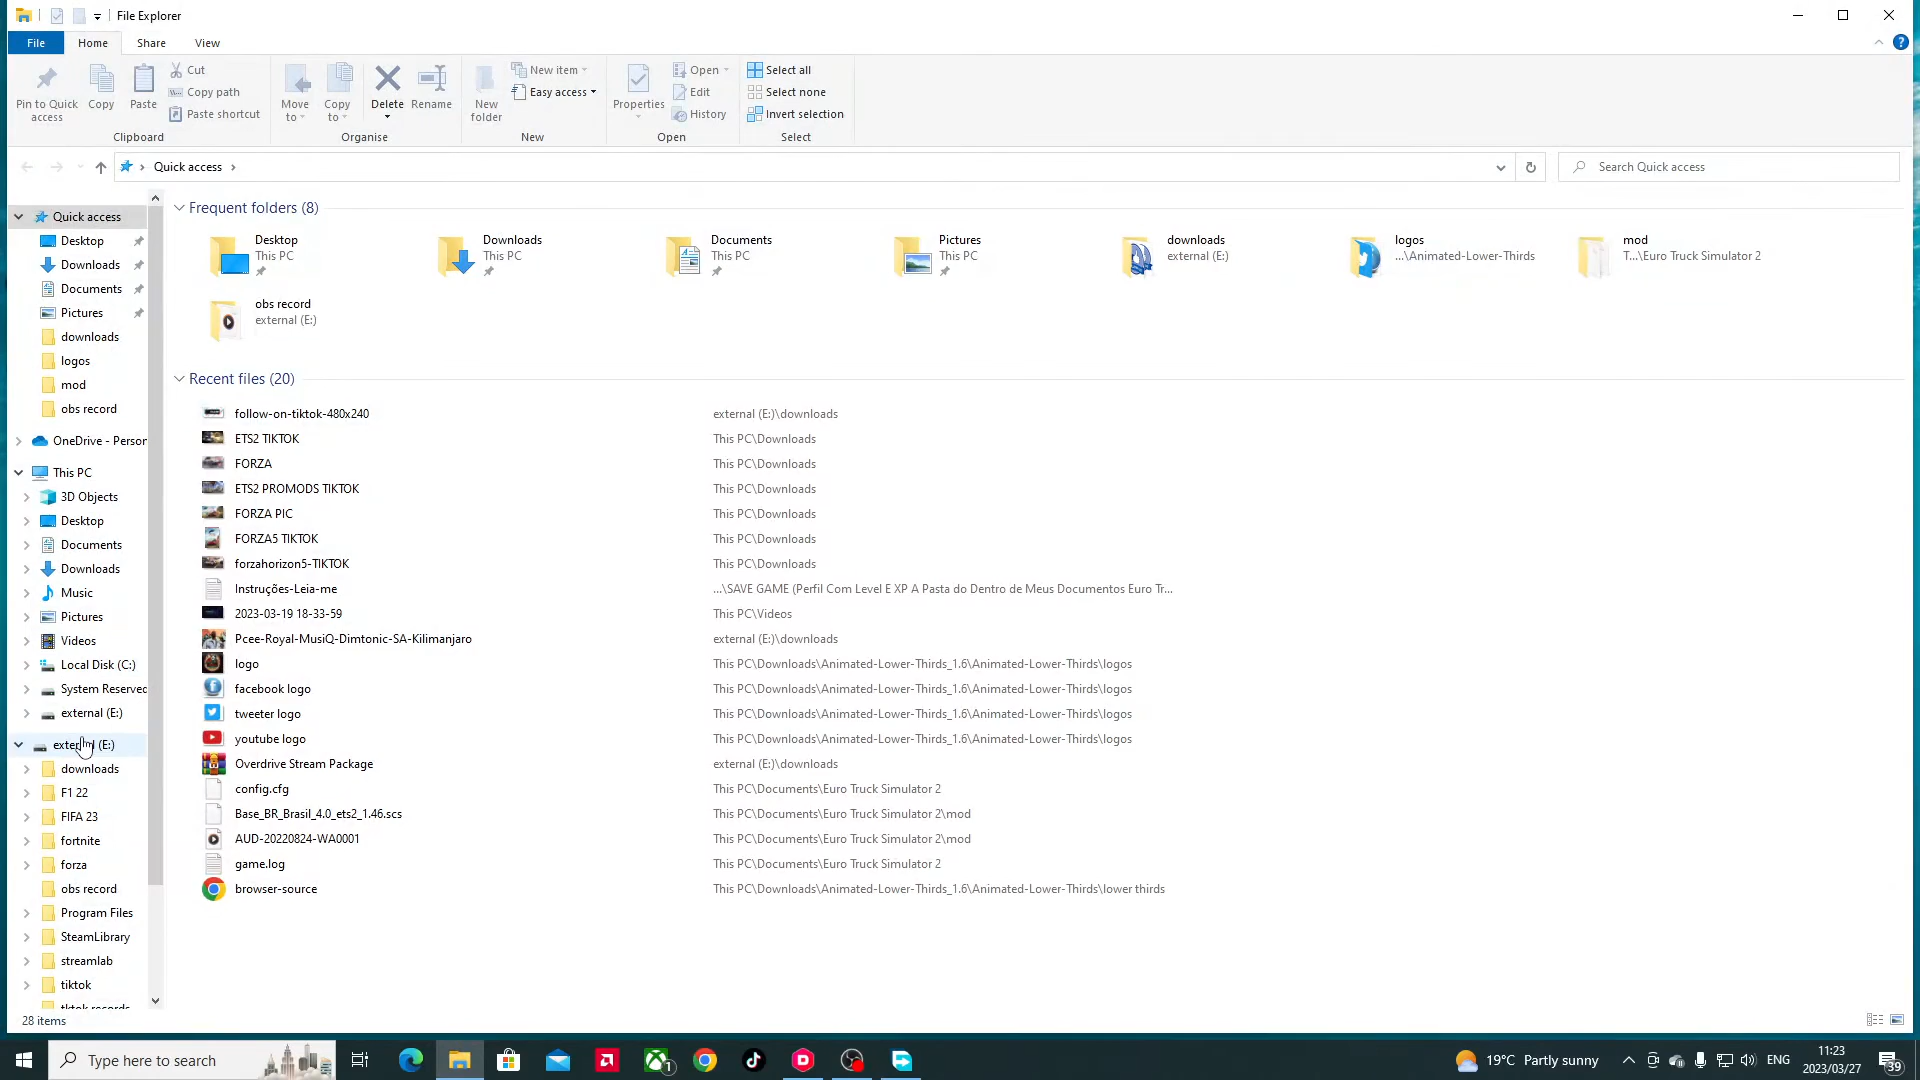 File Explorer
File Home Share View
Pin to Quick access
Copy
Paste
Cut
Copy path
Paste shortcut
Clipboard
Move to
Copy to
Delete
Rename
Organise
New folder
New item
Easy access
New
Properties
Open
Edit
History
Open
Select all
Select none
Invert selection
Select
Quick access
Search Quick access
Quick access
Desktop
Downloads
Documents
Pictures
downloads
logos
mod
obs record
OneDrive - Person
This PC
3D Objects
Desktop
Documents
Downloads
Music
Pictures
Videos
Local Disk (C:)
System Reserved
external (E:)
external (E:)
downloads
F1 22
FIFA 23
fortnite
forza
obs record
Program Files
SteamLibrary
streamlab
tiktok
Frequent folders (8)
Desktop
This PC
Downloads
This PC
Documents
This PC
Pictures
This PC
downloads
external (E:)
logos
...\Animated-Lower-Thirds
mod
T...\Euro Truck Simulator 2
obs record
external (E:)
Recent files (20)
follow-on-tiktok-480x240 external (E:)\downloads
ETS2 TIKTOK This PC\Downloads
FORZA This PC\Downloads
ETS2 PROMODS TIKTOK This PC\Downloads
FORZA PIC This PC\Downloads
FORZA5 TIKTOK This PC\Downloads
forzahorizon5-TIKTOK This PC\Downloads
Instruções-Leia-me ...\SAVE GAME (Perfil Com Level E XP A Pasta do Dentro de Meus Documentos Euro Tr...
2023-03-19 18-33-59 This PC\Videos
Pcee-Royal-MusiQ-Dimtonic-SA-Kilimanjaro external (E:)\downloads
logo This PC\Downloads\Animated-Lower-Thirds_1.6\Animated-Lower-Thirds\logos
facebook logo This PC\Downloads\Animated-Lower-Thirds_1.6\Animated-Lower-Thirds\logos
tweeter logo This PC\Downloads\Animated-Lower-Thirds_1.6\Animated-Lower-Thirds\logos
youtube logo This PC\Downloads\Animated-Lower-Thirds_1.6\Animated-Lower-Thirds\logos
Overdrive Stream Package external (E:)\downloads
config.cfg This PC\Documents\Euro Truck Simulator 2
Base_BR_Brasil_4.0_ets2_1.46.scs This PC\Documents\Euro Truck Simulator 2\mod
AUD-20220824-WA0001 This PC\Documents\Euro Truck Simulator 2\mod
game.log This PC\Documents\Euro Truck Simulator 2
browser-source This PC\Downloads\Animated-Lower-Thirds_1.6\Animated-Lower-Thirds\lower thirds
28 items
Type here to search
1
19°C Partly sunny
ENG
11:23
2023/03/27
39